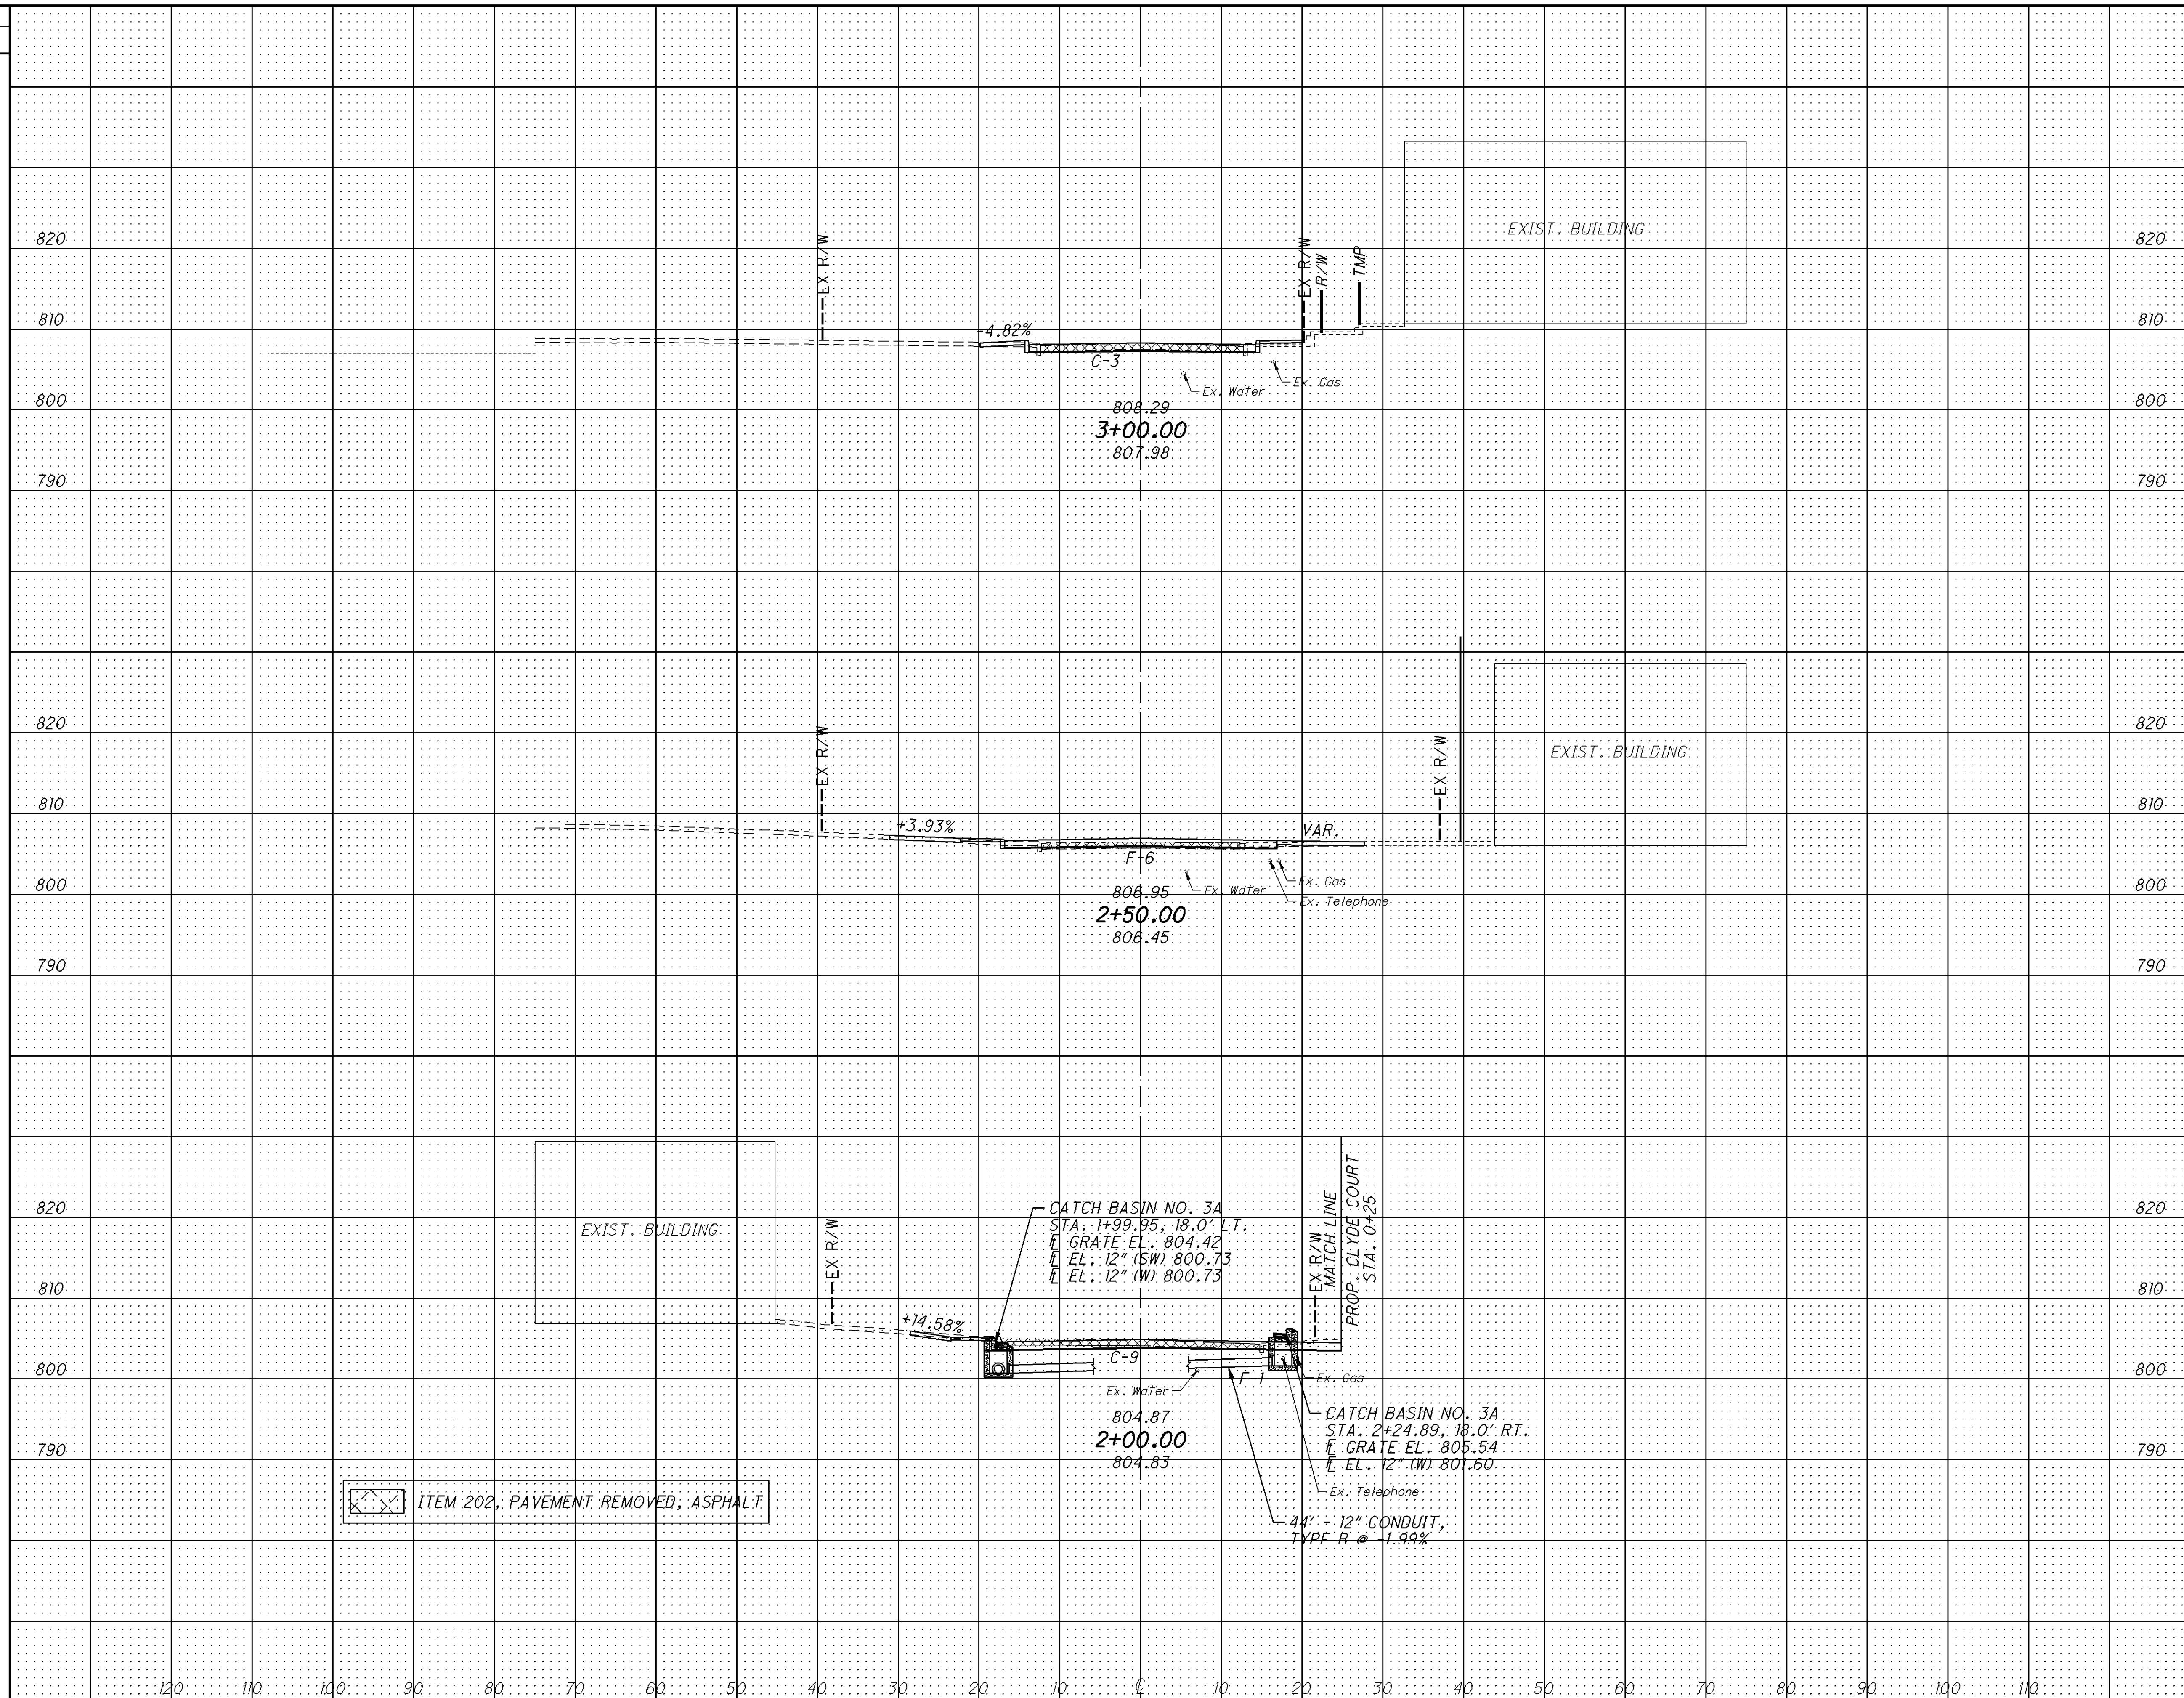 820
EX R/W
EX R/W
R/W
TMP
EXIST. BUILDING
820
810
-4.82%
810
C-3
Ex. Water
Ex. Gas
800
808.29
800
3+00.00
807.98
790
790
820
EX R/W
EX R/W
EXIST. BUILDING
820
810
+3.93%
VAR.
810
F-6
Ex. Water
Ex. Gas
Ex. Telephone
800
806.95
800
2+50.00
806.45
790
790
820
EXIST. BUILDING
EX R/W
CATCH BASIN NO. 3A
STA. 1+99.95, 18.0' LT.
℄ GRATE EL. 804.42
℄ EL. 12" (SW) 800.73
℄ EL. 12" (W) 800.73
EX R/W
MATCH LINE
PROP. CLYDE COURT
STA. 0+25
820
810
+14.58%
810
C-9
F-1
800
Ex. Water
Ex. Gas
800
804.87
2+00.00
804.83
CATCH BASIN NO. 3A
STA. 2+24.89, 18.0' RT.
℄ GRATE EL. 805.54
℄ EL. 12" (W) 801.60
790
790
Ex. Telephone
44' - 12" CONDUIT,
TYPE B @ -1.99%
ITEM 202, PAVEMENT REMOVED, ASPHALT
120 110 100 90 80 70 60 50 40 30 20 10 ℄ 10 20 30 40 50 60 70 80 90 100 110